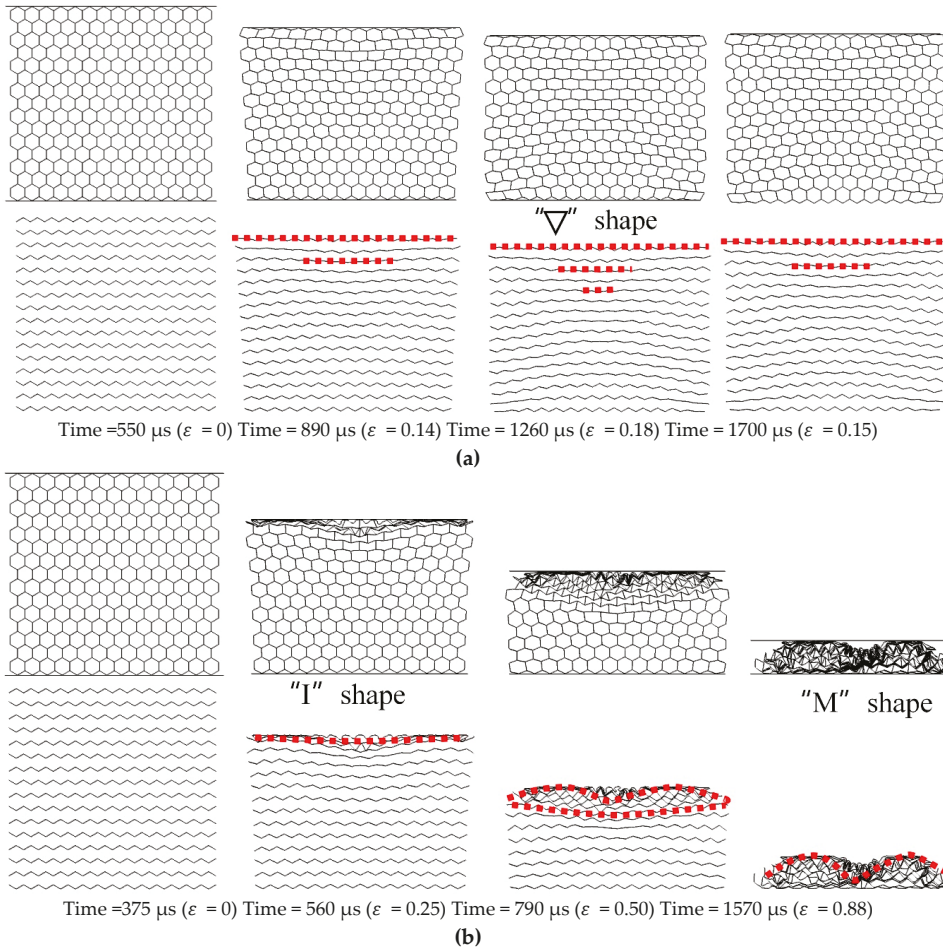 "▽" shape
Time =550 μs (ε = 0) Time = 890 μs (ε = 0.14) Time = 1260 μs (ε = 0.18) Time = 1700 μs (ε = 0.15)
(a)
"I" shape
"M" shape
Time =375 μs (ε = 0) Time = 560 μs (ε = 0.25) Time = 790 μs (ε = 0.50) Time = 1570 μs (ε = 0.88)
(b)